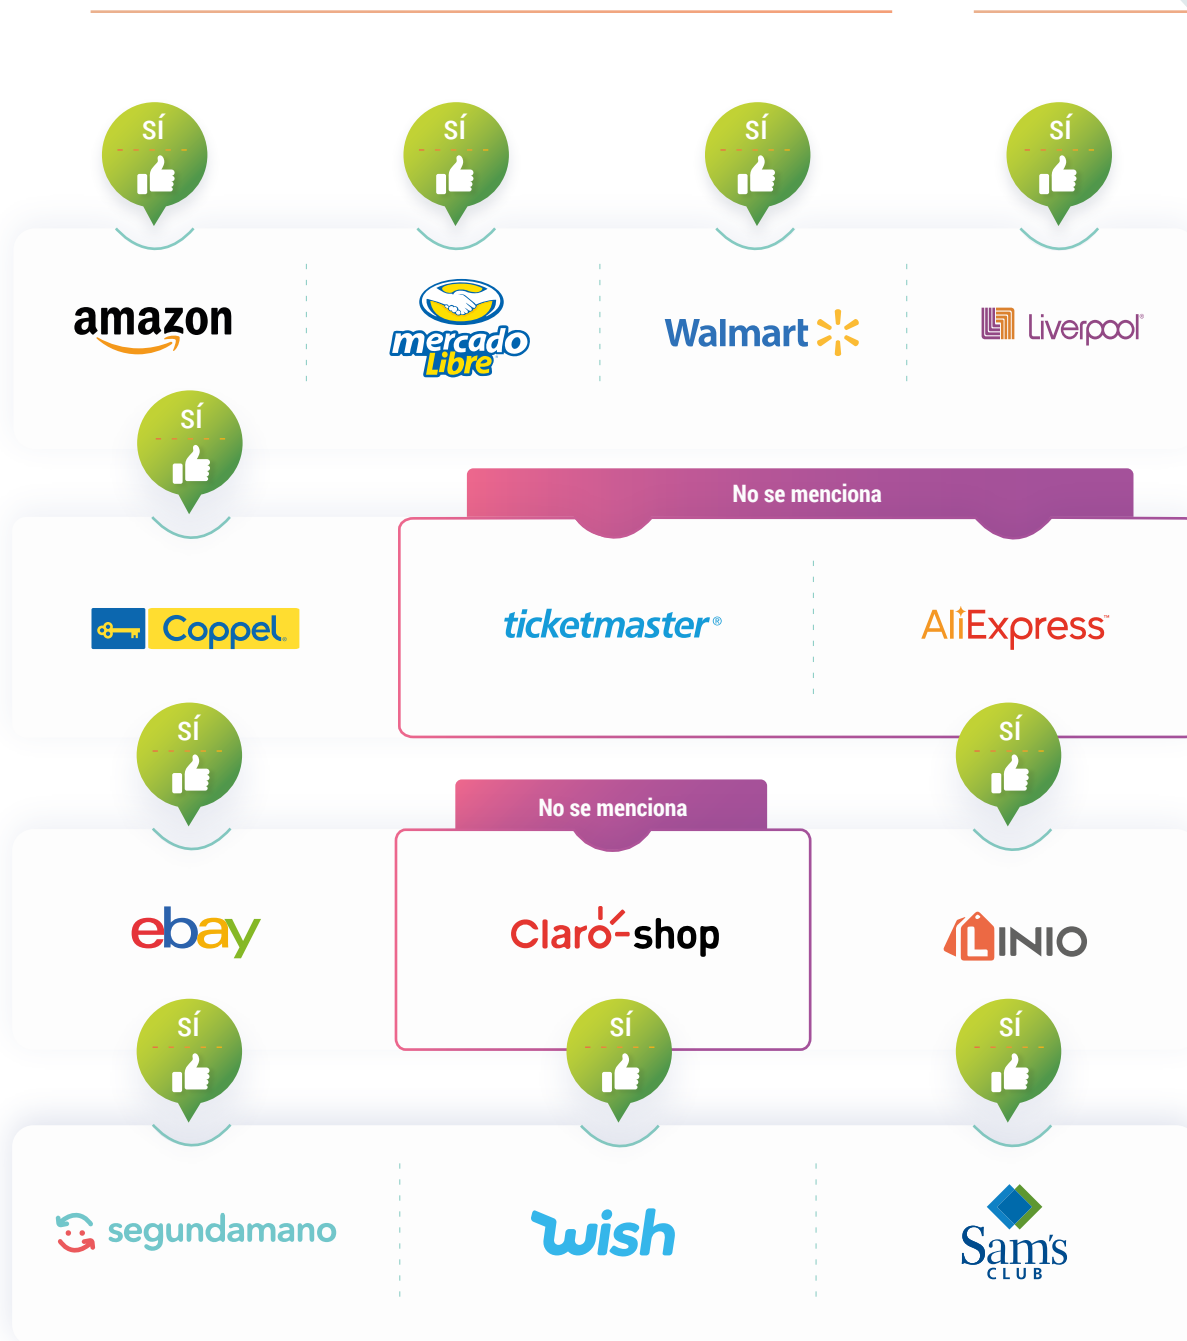 SÍ
SÍ
SÍ
SÍ
amazon
mercado
Libre
Walmart
Liverpool®
SÍ
No se menciona
Coppel®
ticketmaster®
AliExpress™
SÍ
SÍ
No se menciona
ebay
Claro-shop
LINIO
SÍ
SÍ
SÍ
segundamano
wish
Sam's
CLUB